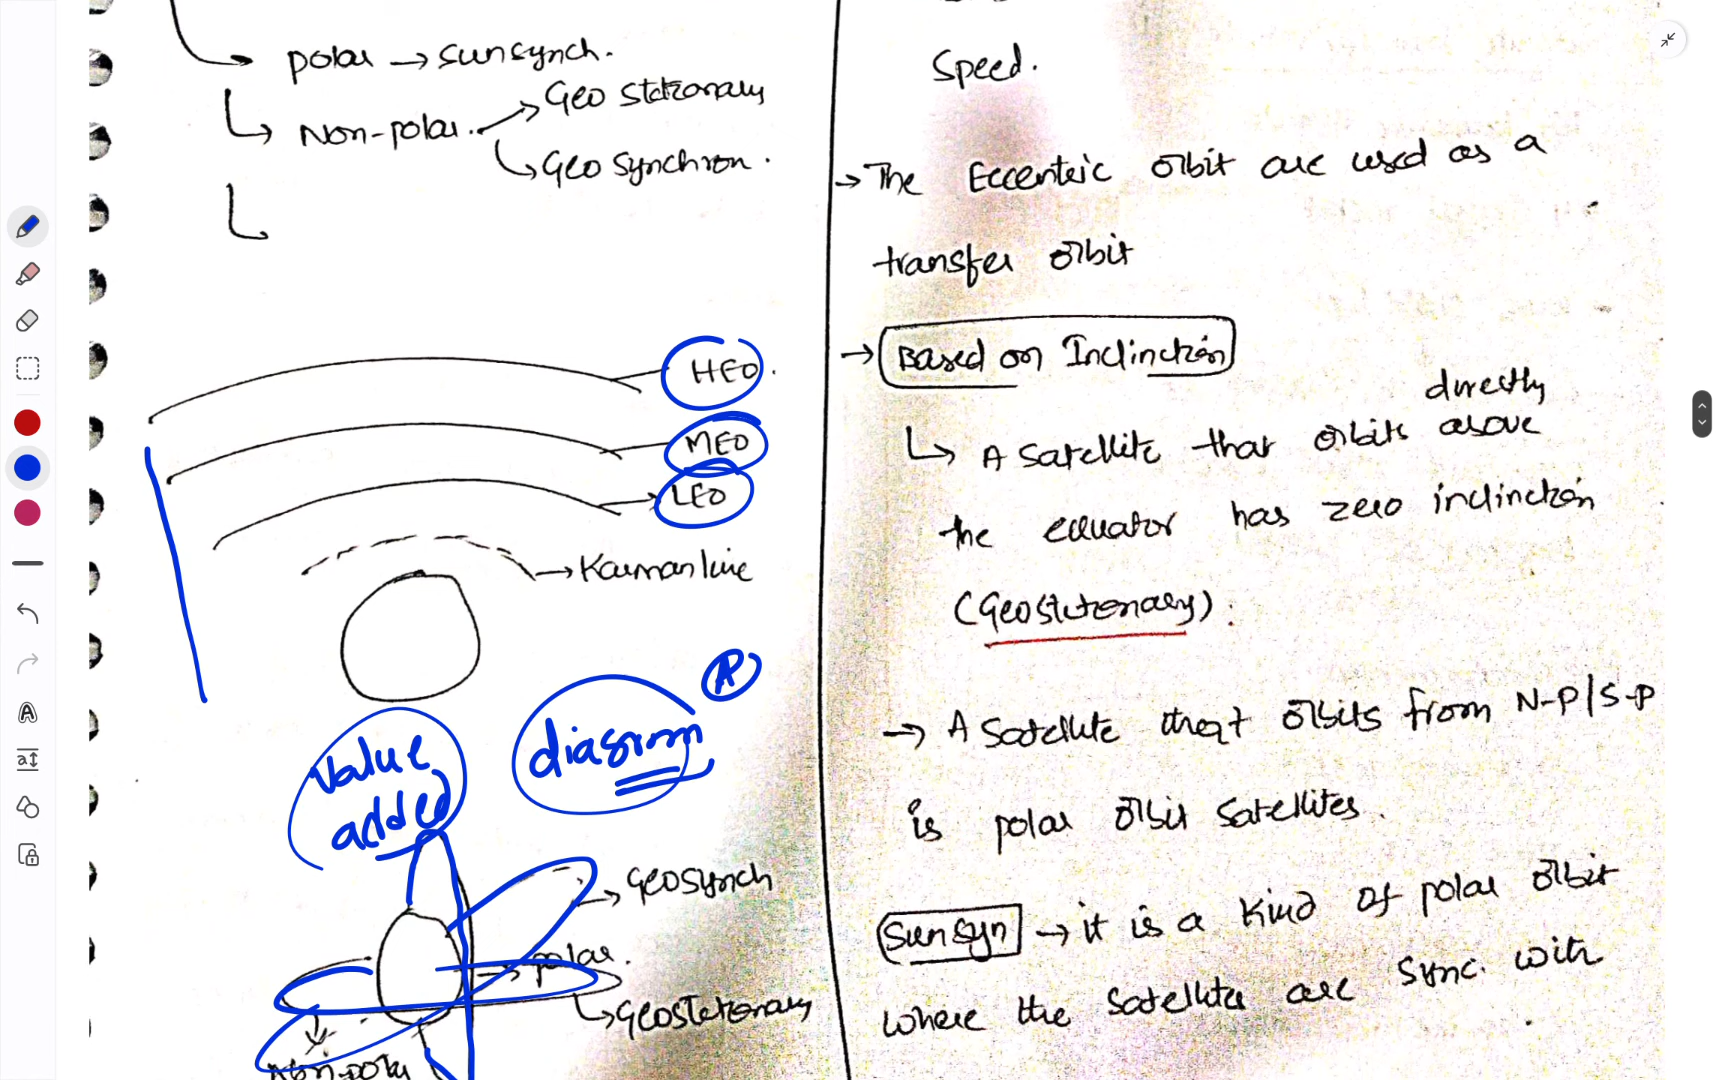 polar → sunsynch.
Non-polar. → Geo stationary
→ Geo synchron.
HEO.
MEO
LEO
→ Karman line
value added
diagram
→ Geosynch
→ polar.
→ Geostationary
Non-polar
speed.
→ The Eccentric orbit are used as a
transfer orbit
→ Based on Inclination
directly
↳ A satellite that orbits above
the equator has zero inclination
(Geostationary).
→ A satellite that orbits from N-P/S-P
is polar orbit satellites.
Sunsyn → it is a kind of polar orbit
where the satellites are sync. with